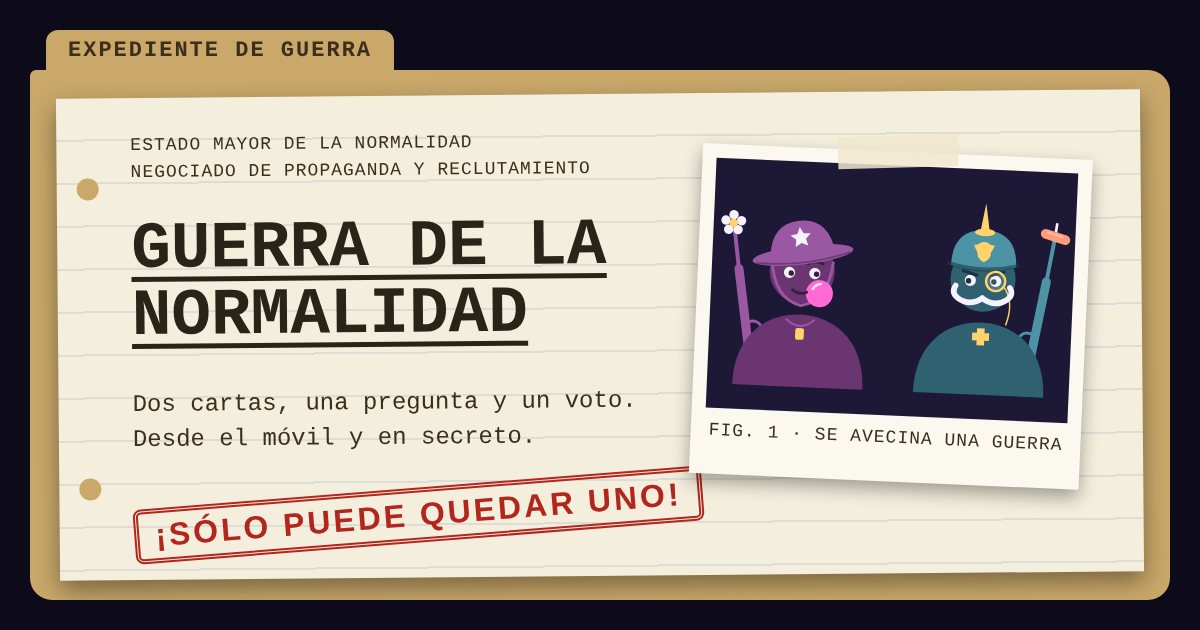 EXPEDIENTE DE GUERRA
ESTADO MAYOR DE LA NORMALIDAD
NEGOCIADO DE PROPAGANDA Y RECLUTAMIENTO
GUERRA DE LA
NORMALIDAD
Dos cartas, una pregunta y un voto.
Desde el móvil y en secreto.
¡SÓLO PUEDE QUEDAR UNO!
FIG. 1 · SE AVECINA UNA GUERRA